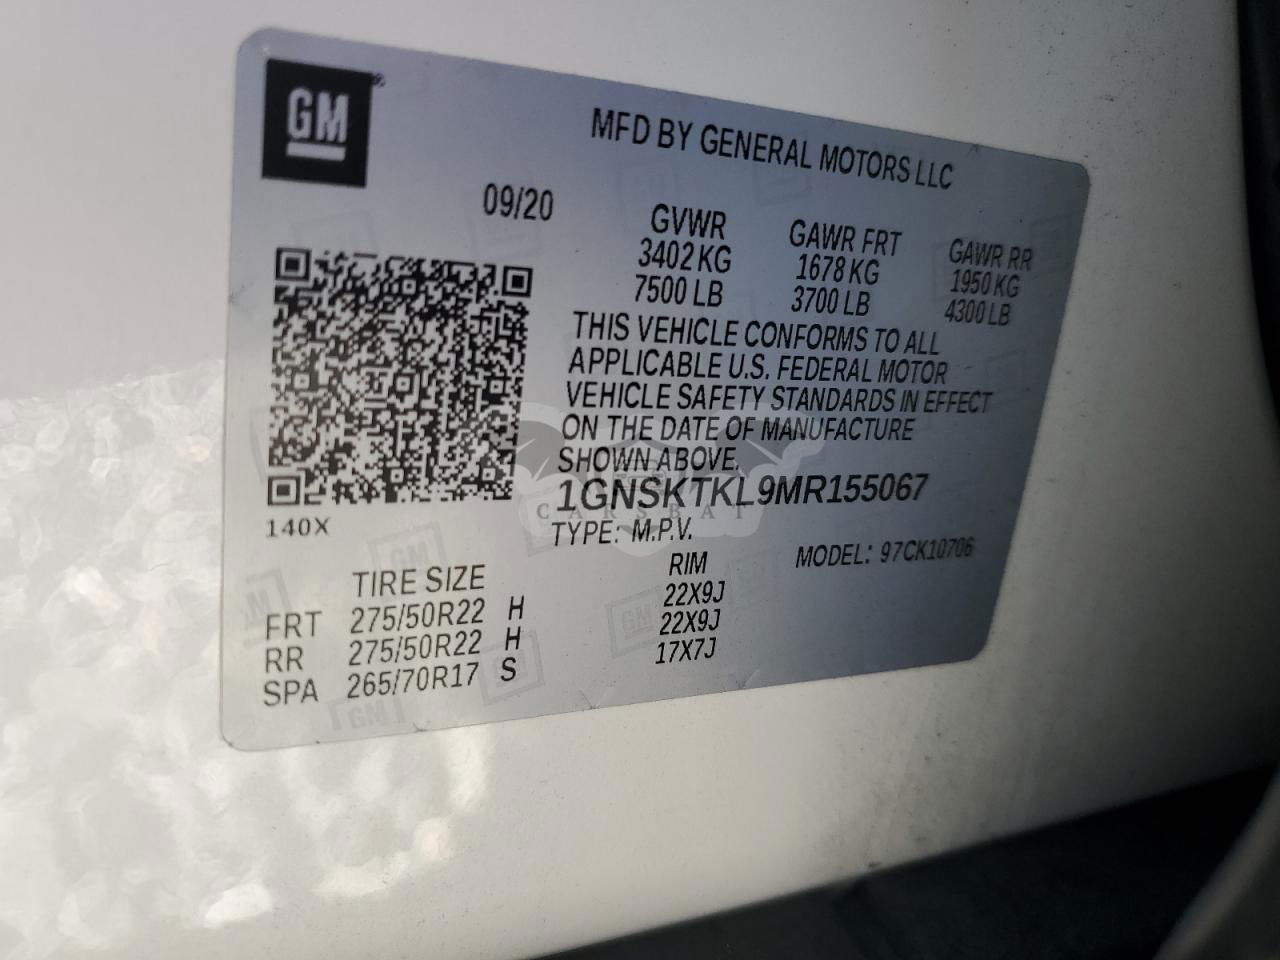 GM
MFD BY GENERAL MOTORS LLC
09/20
GVWR GAWR FRT GAWR RR
3402 KG 1678 KG 1950 KG
7500 LB 3700 LB 4300 LB
THIS VEHICLE CONFORMS TO ALL
APPLICABLE U.S. FEDERAL MOTOR
VEHICLE SAFETY STANDARDS IN EFFECT
ON THE DATE OF MANUFACTURE
SHOWN ABOVE.
1GNSKTKL9MR155067
CARSBAT
140X
TYPE: M.P.V. MODEL: 97CK10706
TIRE SIZE RIM
FRT 275/50R22 H 22X9J
RR 275/50R22 H 22X9J
SPA 265/70R17 S 17X7J